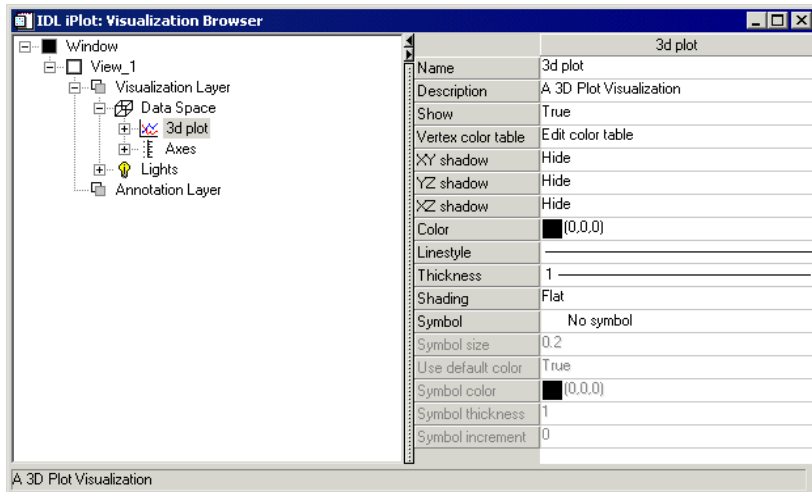 IDL iPlot: Visualization Browser
Window
View_1
Visualization Layer
Data Space
3d plot
Axes
Lights
Annotation Layer
3d plot
Name 3d plot
Description A 3D Plot Visualization
Show True
Vertex color table Edit color table
XY shadow Hide
YZ shadow Hide
XZ shadow Hide
Color (0,0,0)
Linestyle
Thickness 1
Shading Flat
Symbol No symbol
Symbol size 0.2
Use default color True
Symbol color (0,0,0)
Symbol thickness 1
Symbol increment 0
A 3D Plot Visualization